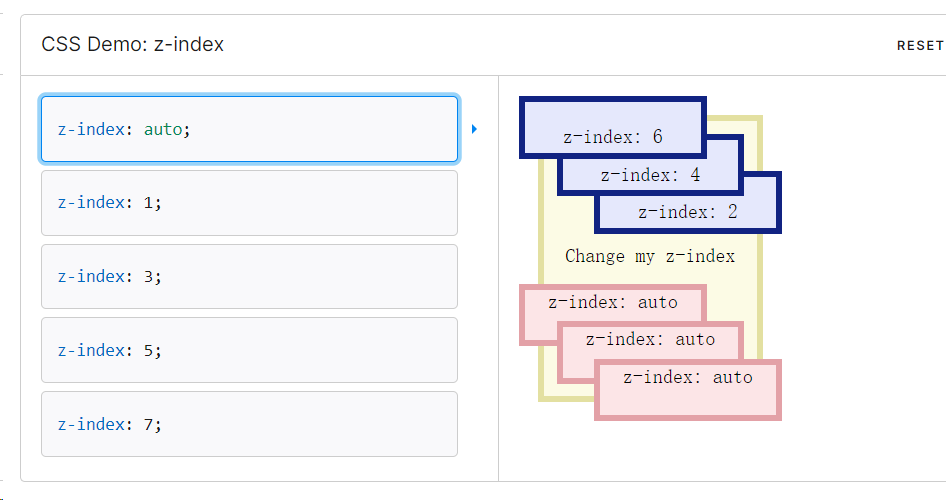 CSS Demo: z-index
RESET
z-index: auto;
z-index: 1;
z-index: 3;
z-index: 5;
z-index: 7;
z-index: 6
z-index: 4
z-index: 2
Change my z-index
z-index: auto
z-index: auto
z-index: auto